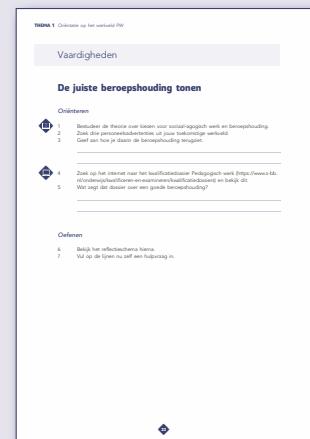 THEMA 1 Oriëntatie op het werkveld PW
Vaardigheden
De juiste beroepshouding tonen
Oriënteren
1 Bestudeer de theorie over kiezen voor sociaal-agogisch werk en beroepshouding.
2 Zoek drie personeelsadvertenties uit jouw toekomstige werkveld.
3 Geef aan hoe je daarin de beroepshouding terugziet.
4 Zoek op het internet naar het kwalificatiedossier Pedagogisch werk (https://www.s-bb.
nl/onderwijs/kwalificeren-en-examineren/kwalificatiedossiers) en bekijk dit.
5 Wat zegt dat dossier over een goede beroepshouding?
Oefenen
6 Bekijk het reflectieschema hierna.
7 Vul op de lijnen nu zelf een hulpvraag in.